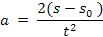 a = 2(s − s₀ ) / t²